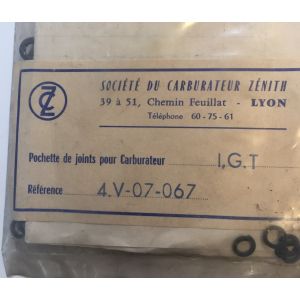 SOCIÉTÉ DU CARBURATEUR ZÉNITH
39 à 51, Chemin Feuillat - LYON
Téléphone 60-75-61
Pochette de joints pour Carburateur I.G.T
Référence 4.V-07-067